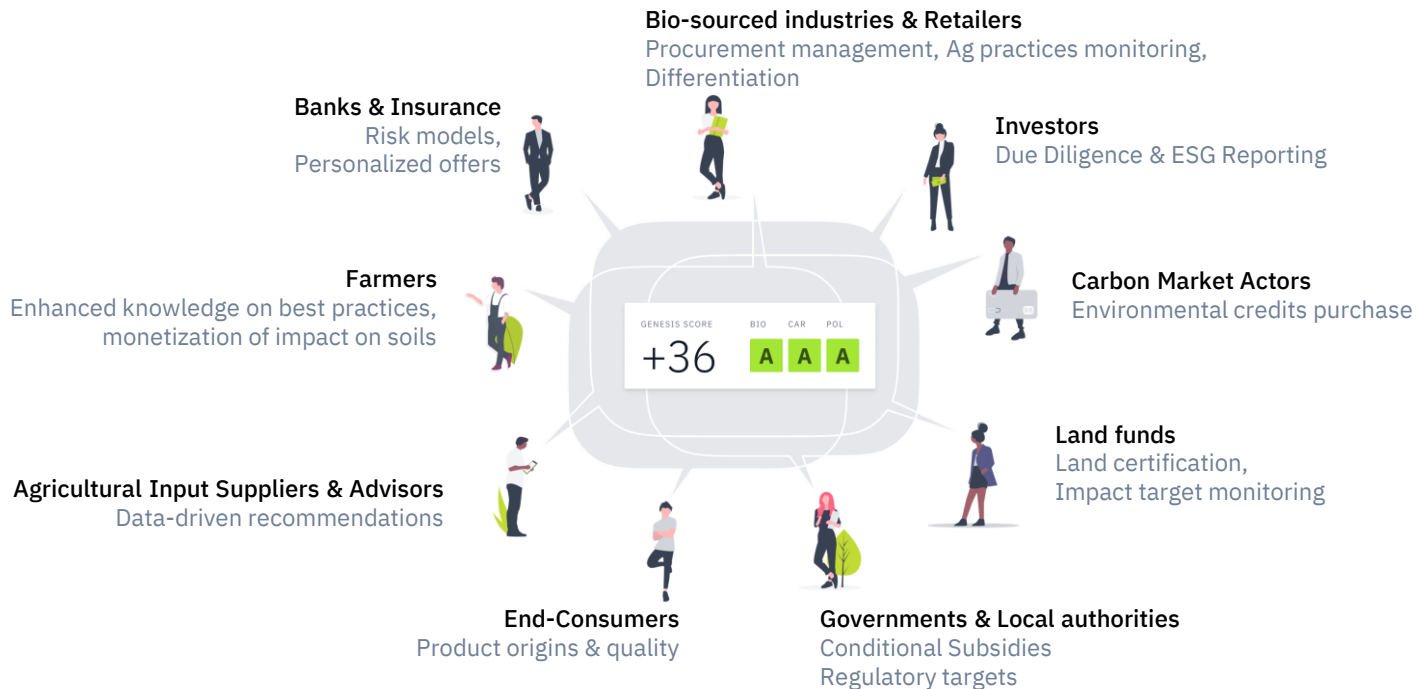 Bio-sourced industries & Retailers
Procurement management, Ag practices monitoring,
Differentiation
Banks & Insurance
Risk models,
Personalized offers
Investors
Due Diligence & ESG Reporting
Farmers
Enhanced knowledge on best practices,
monetization of impact on soils
GENESIS SCORE
+36
BIO CAR POL
A A A
Carbon Market Actors
Environmental credits purchase
Agricultural Input Suppliers & Advisors
Data-driven recommendations
Land funds
Land certification,
Impact target monitoring
End-Consumers
Product origins & quality
Governments & Local authorities
Conditional Subsidies
Regulatory targets